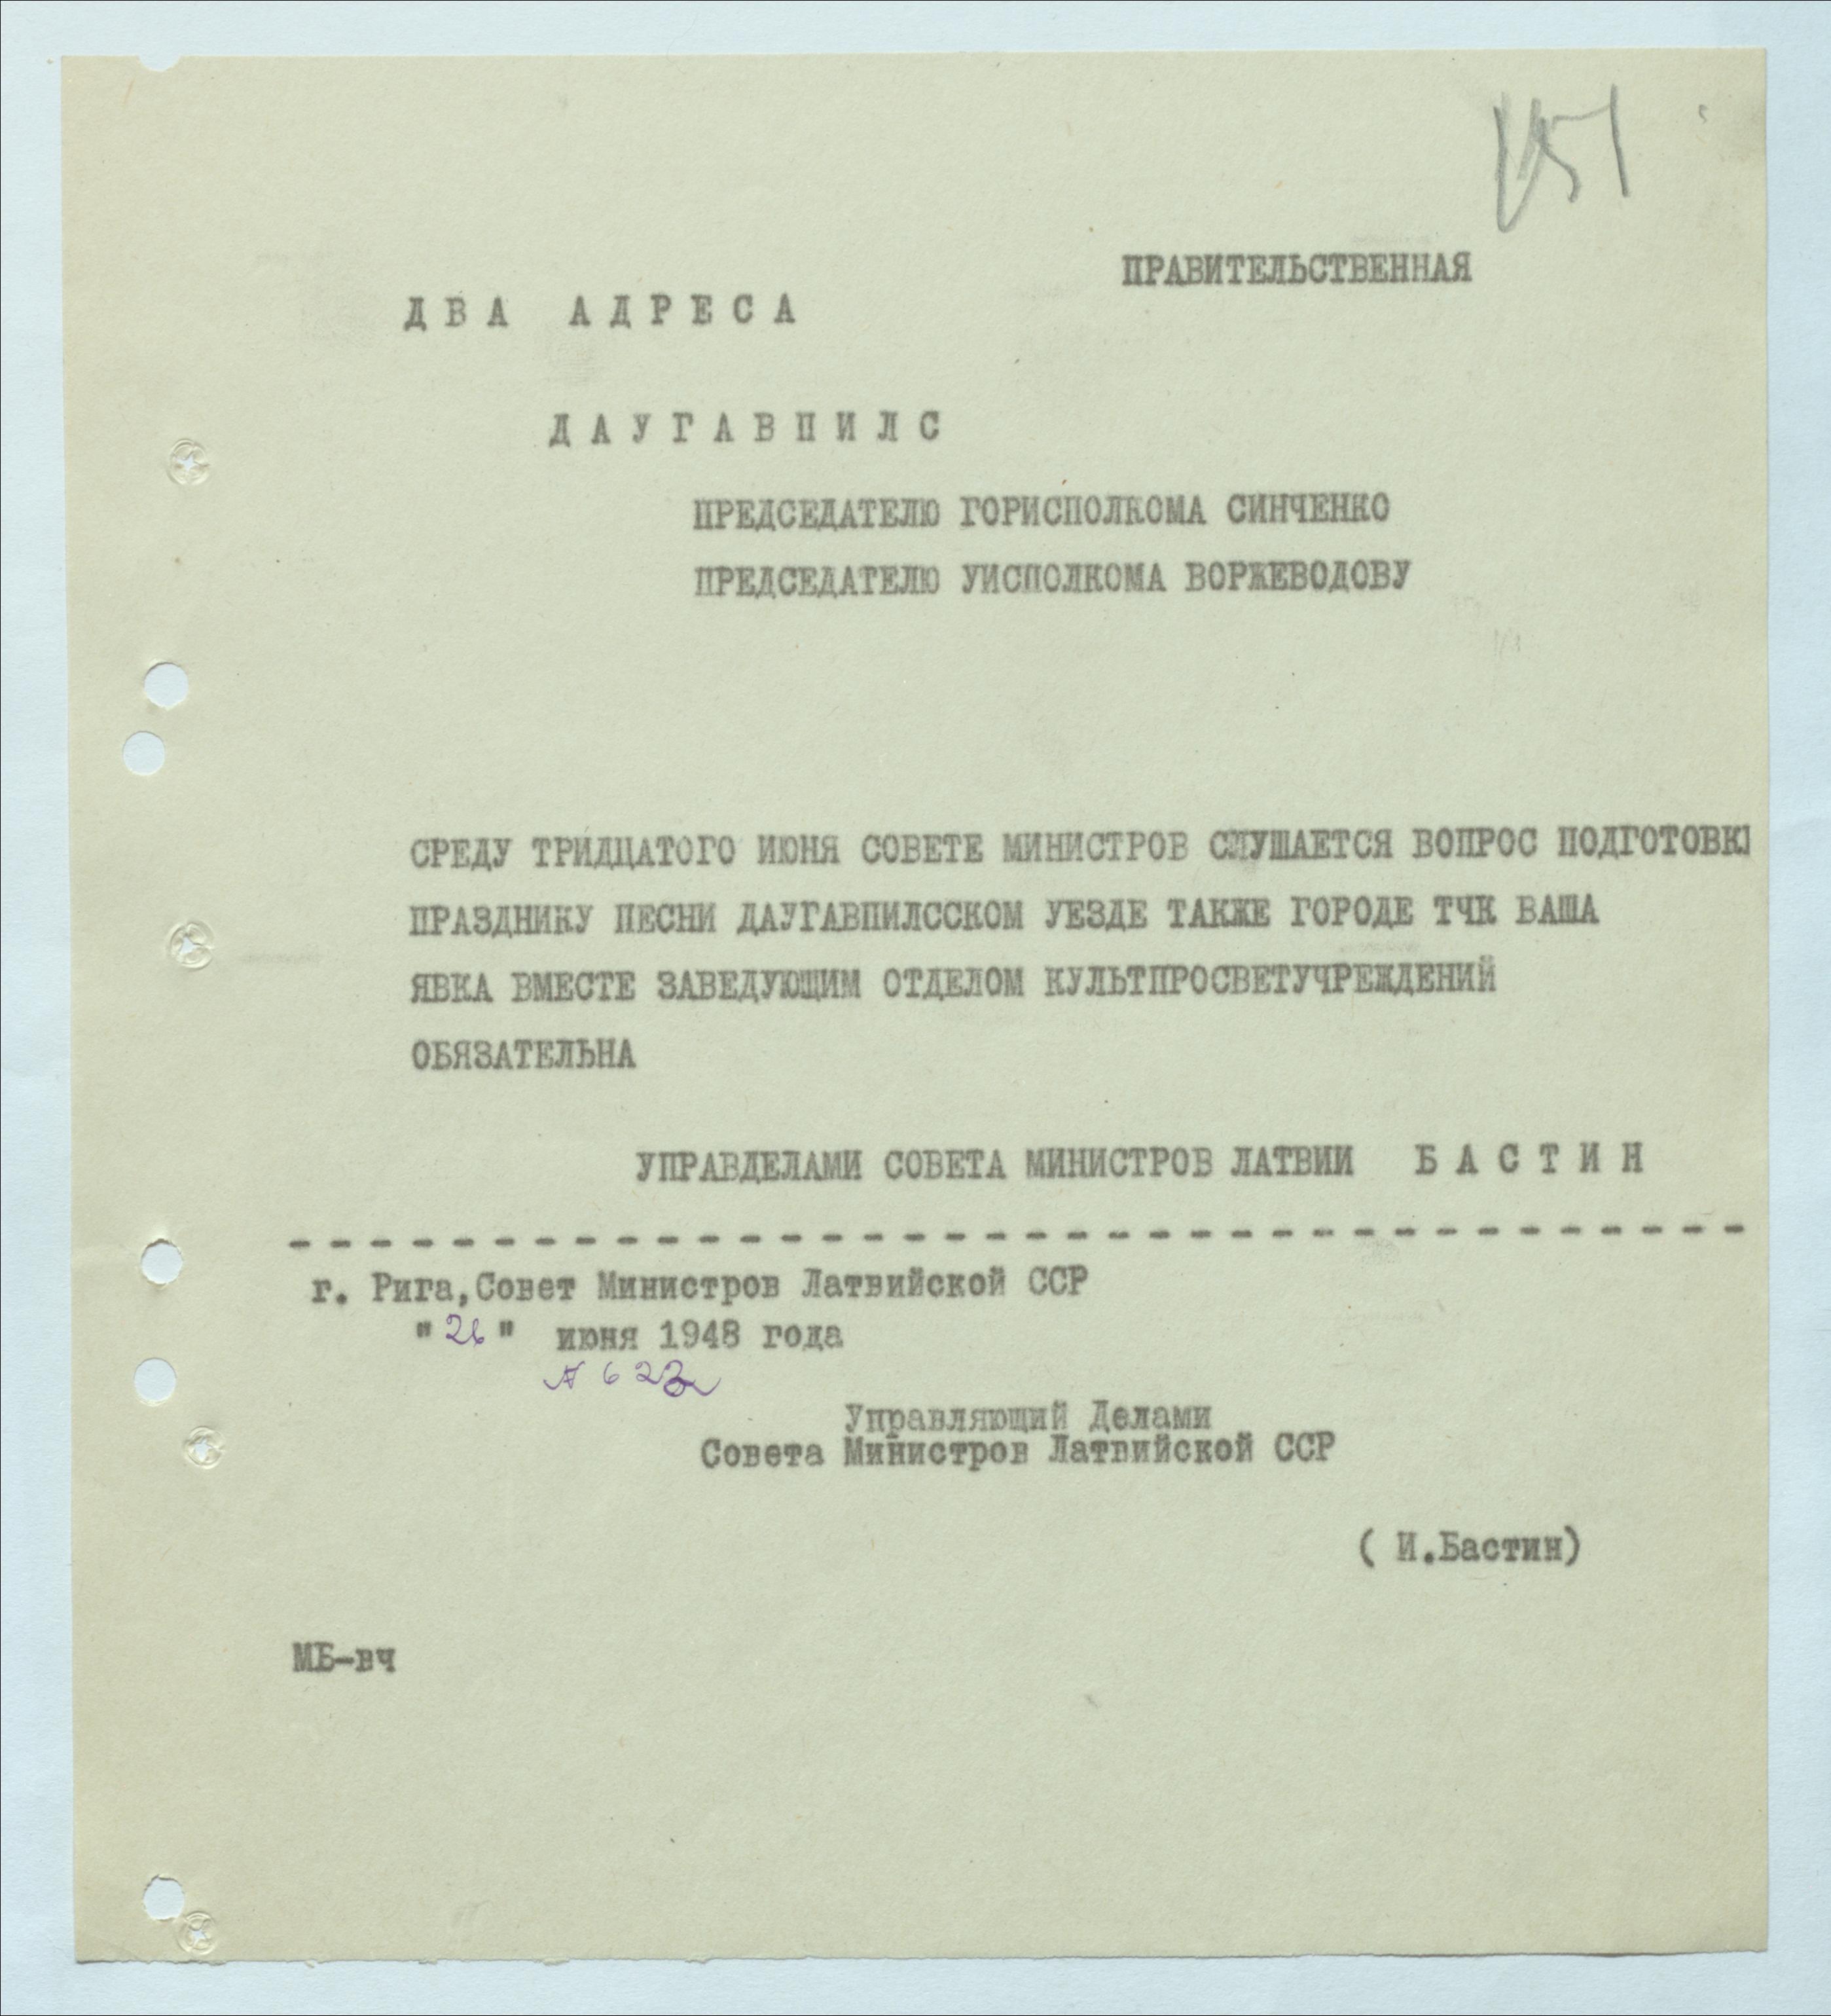 151
ПРАВИТЕЛЬСТВЕННАЯ
ДВА АДРЕСА
ДАУГАВПИЛС
ПРЕДСЕДАТЕЛЮ ГОРИСПОЛКОМА СИНЧЕНКО
ПРЕДСЕДАТЕЛЮ УИСПОЛКОМА ВОРЖЕВОДОВУ
СРЕДУ ТРИДЦАТОГО ИЮНЯ СОВЕТЕ МИНИСТРОВ СЛУШАЕТСЯ ВОПРОС ПОДГОТОВКИ
ПРАЗДНИКУ ПЕСНИ ДАУГАВПИЛССКОМ УЕЗДЕ ТАКЖЕ ГОРОДЕ ТЧК ВАША
ЯВКА ВМЕСТЕ ЗАВЕДУЮЩИМ ОТДЕЛОМ КУЛЬТПРОСВЕТУЧРЕЖДЕНИЙ
ОБЯЗАТЕЛЬНА
УПРАВДЕЛАМИ СОВЕТА МИНИСТРОВ ЛАТВИИ БАСТИН
г. Рига, Совет Министров Латвийской ССР
"26" июня 1948 года
Управляющий Делами
Совета Министров Латвийской ССР
( И.Бастин)
МБ-вч